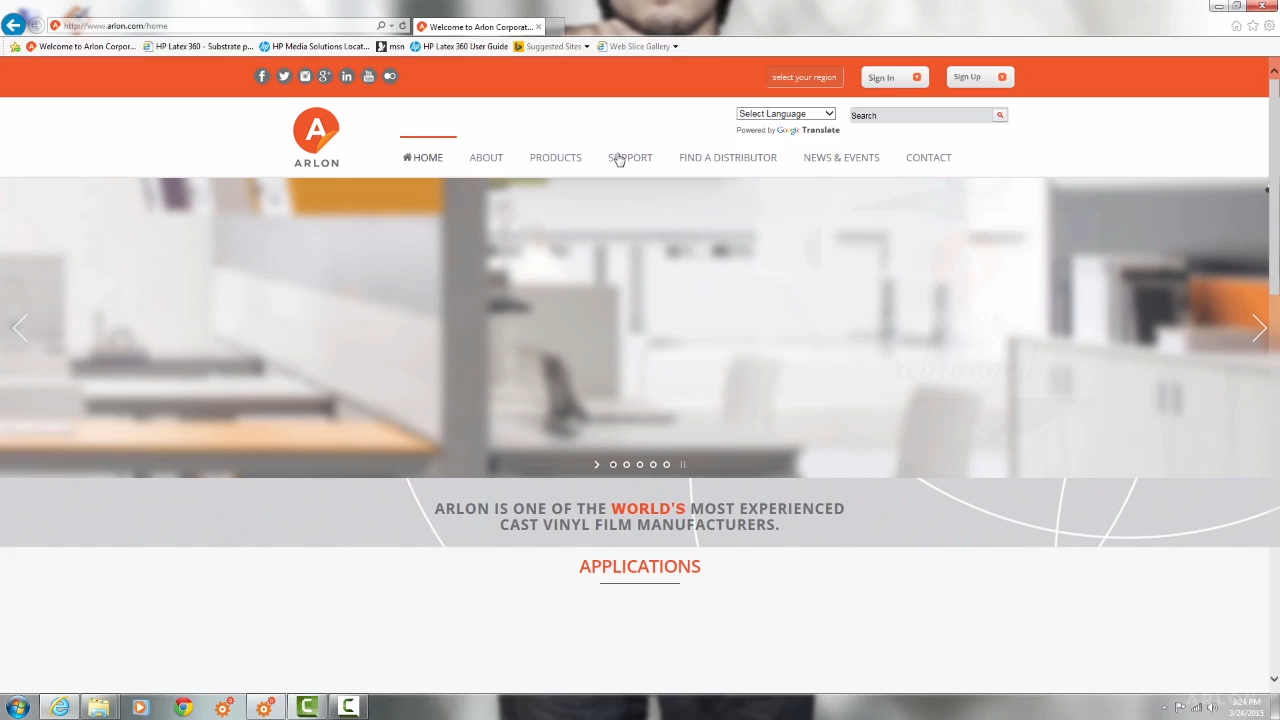 http://www.arlon.com/home
Welcome to Arlon Corporat...
Welcome to Arlon Corpor...
HP Latex 360 - Substrate p...
HP Media Solutions Locat...
msn
HP Latex 360 User Guide
Suggested Sites
Web Slice Gallery
select your region
Sign In
Sign Up
Select Language
Search
Powered by Google Translate
ARLON
HOME
ABOUT
PRODUCTS
SUPPORT
FIND A DISTRIBUTOR
NEWS & EVENTS
CONTACT
rebranded
ARLON IS ONE OF THE WORLD'S MOST EXPERIENCED
CAST VINYL FILM MANUFACTURERS.
APPLICATIONS
3:24 PM
3/24/2015